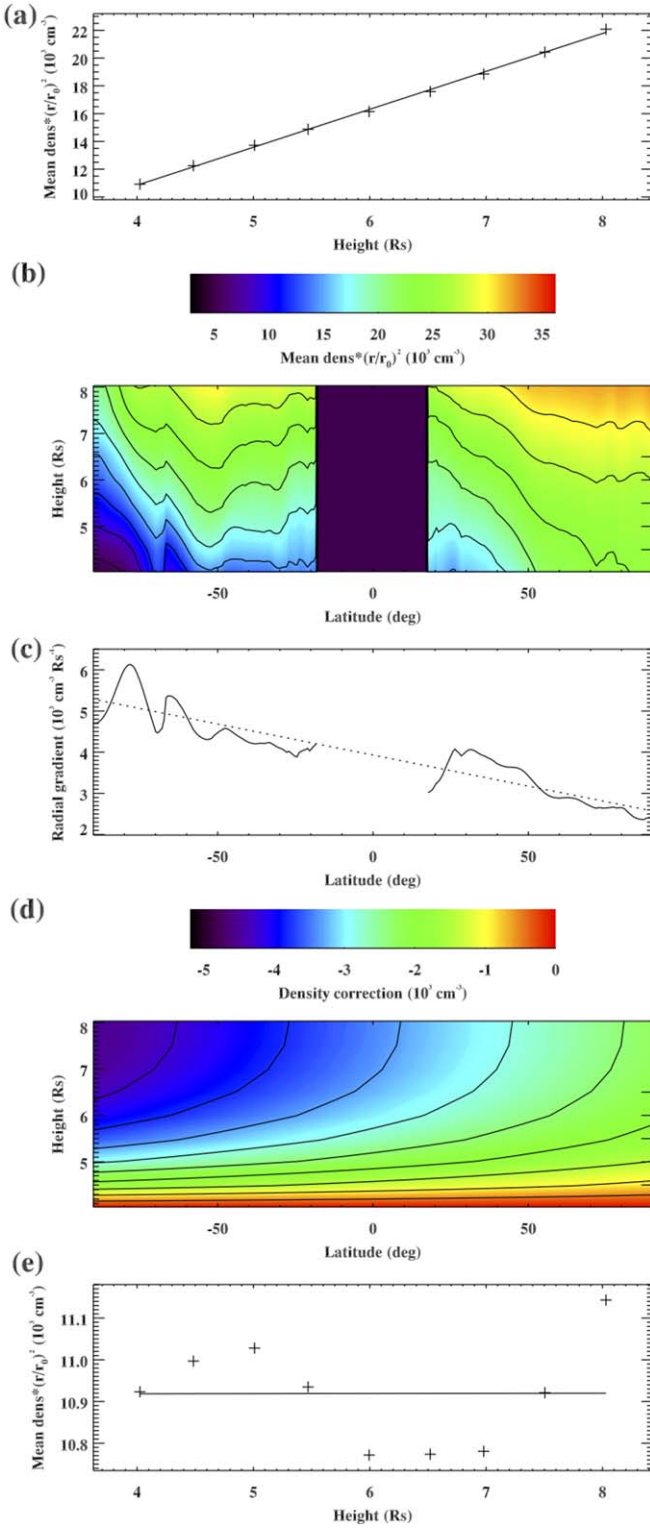 (a)
Mean dens*(r/r₀)² (10³ cm⁻³)
22
20
18
16
14
12
10
4 5 6 7 8
Height (Rs)
(b)
5 10 15 20 25 30 35
Mean dens*(r/r₀)² (10³ cm⁻³)
Height (Rs)
8
7
6
5
-50 0 50
Latitude (deg)
(c)
Radial gradient (10³ cm⁻³ Rs⁻¹)
6
5
4
3
2
-50 0 50
Latitude (deg)
(d)
-5 -4 -3 -2 -1 0
Density correction (10³ cm⁻³)
Height (Rs)
8
7
6
5
-50 0 50
Latitude (deg)
(e)
Mean dens*(r/r₀)² (10³ cm⁻³)
11.1
11.0
10.9
10.8
4 5 6 7 8
Height (Rs)